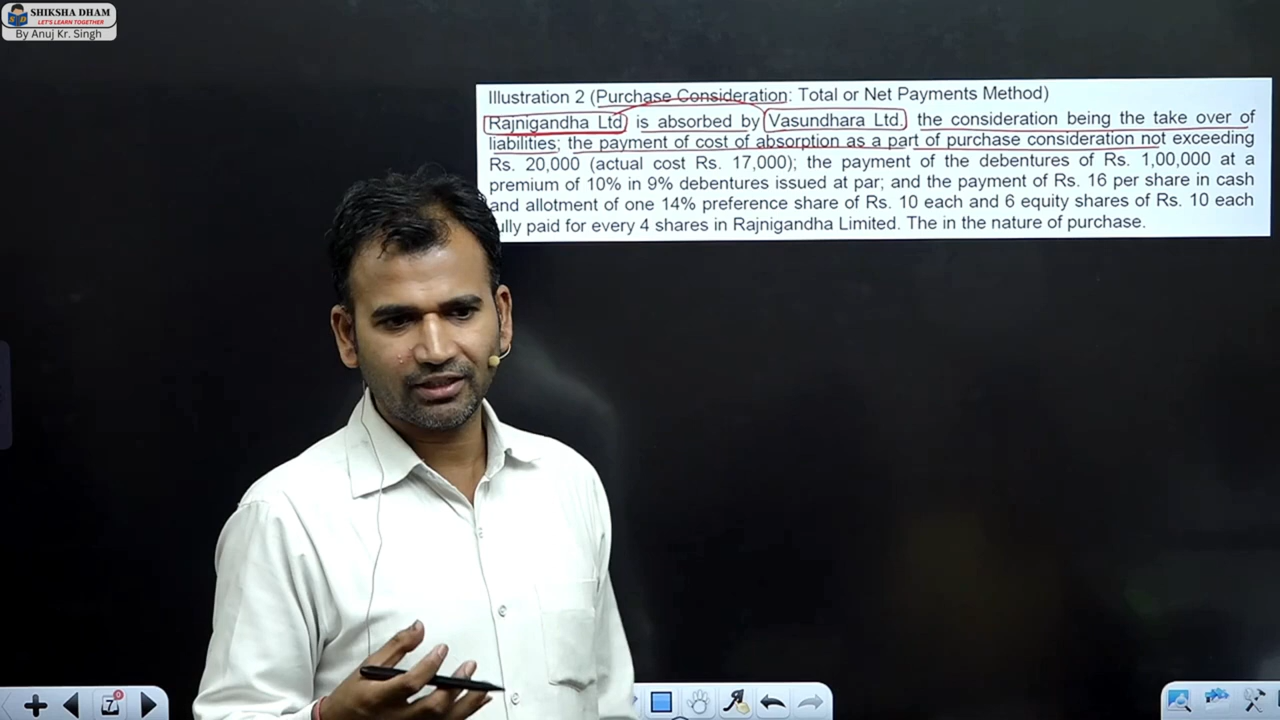 SHIKSHA DHAM
LET'S LEARN TOGETHER
By Anuj Kr. Singh
Illustration 2 (Purchase Consideration: Total or Net Payments Method)
Rajnigandha Ltd is absorbed by Vasundhara Ltd. the consideration being the take over of
liabilities; the payment of cost of absorption as a part of purchase consideration not exceeding
Rs. 20,000 (actual cost Rs. 17,000); the payment of the debentures of Rs. 1,00,000 at a
premium of 10% in 9% debentures issued at par; and the payment of Rs. 16 per share in cash
and allotment of one 14% preference share of Rs. 10 each and 6 equity shares of Rs. 10 each
ully paid for every 4 shares in Rajnigandha Limited. The in the nature of purchase.
7